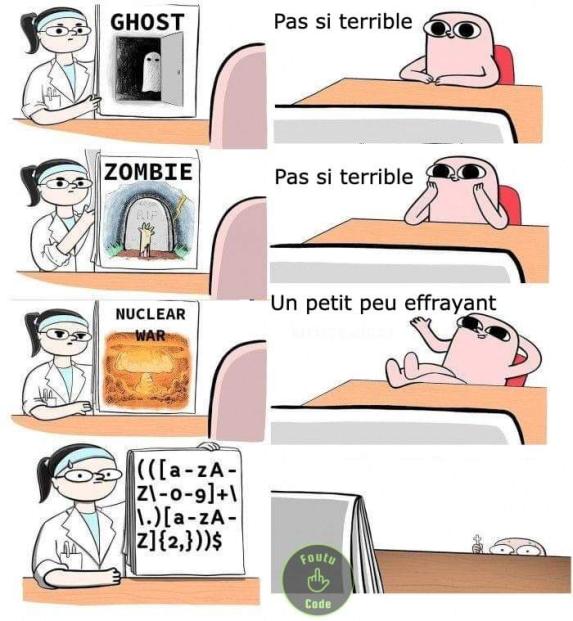 GHOST
Pas si terrible
ZOMBIE
R.I.P
Pas si terrible
NUCLEAR
WAR
Un petit peu effrayant
(([a-zA-
Z\-0-9]+\
\.)[a-zA-
Z]{2,}))$
Foutu
Code